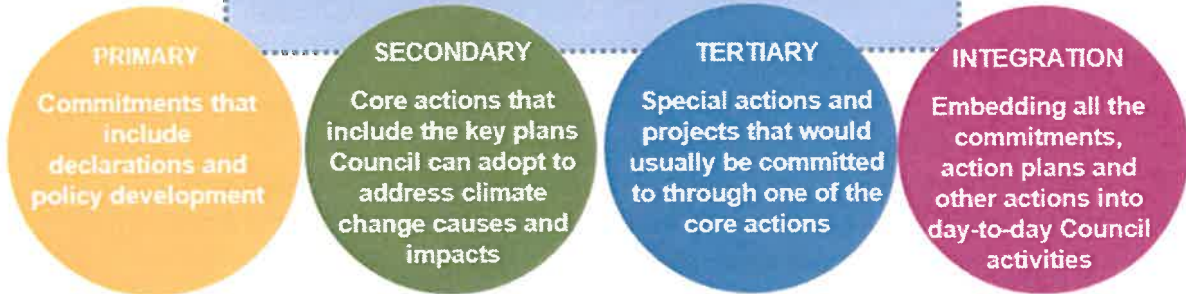 PRIMARY
Commitments that
include
declarations and
policy development
SECONDARY
Core actions that
include the key plans
Council can adopt to
address climate
change causes and
impacts
TERTIARY
Special actions and
projects that would
usually be committed
to through one of the
core actions
INTEGRATION
Embedding all the
commitments,
action plans and
other actions into
day-to-day Council
activities